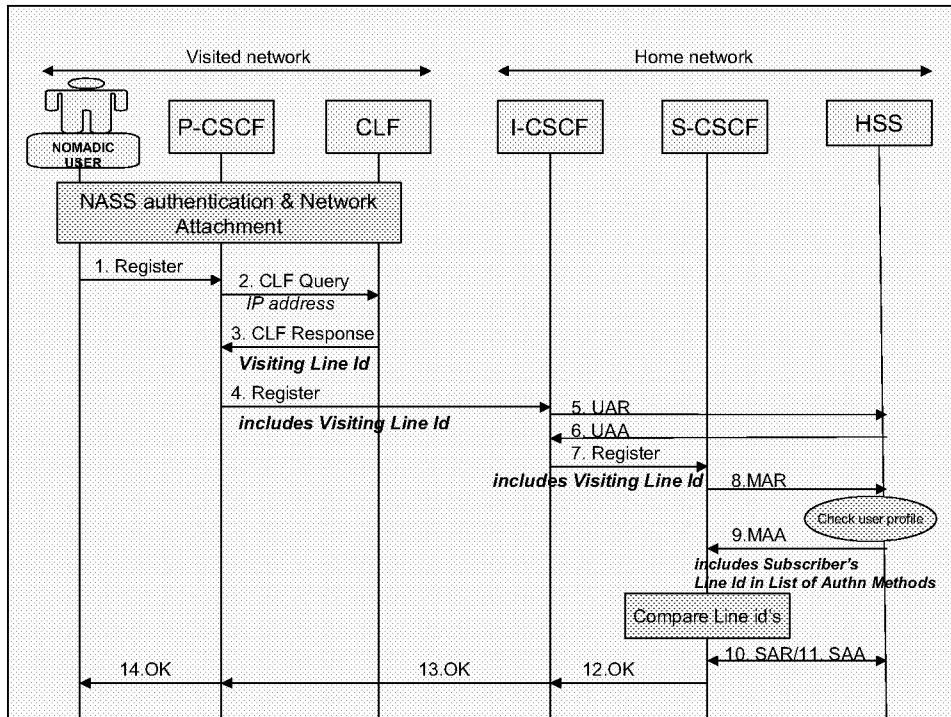 Visited network
Home network
NOMADIC
USER
P-CSCF
CLF
I-CSCF
S-CSCF
HSS
NASS authentication & Network
Attachment
1. Register
2. CLF Query
IP address
3. CLF Response
Visiting Line Id
4. Register
includes Visiting Line Id
5. UAR
6. UAA
7. Register
includes Visiting Line Id
8.MAR
Check user profile
9.MAA
includes Subscriber's
Line Id in List of Authn Methods
Compare Line id's
10. SAR/11. SAA
14.OK
13.OK
12.OK